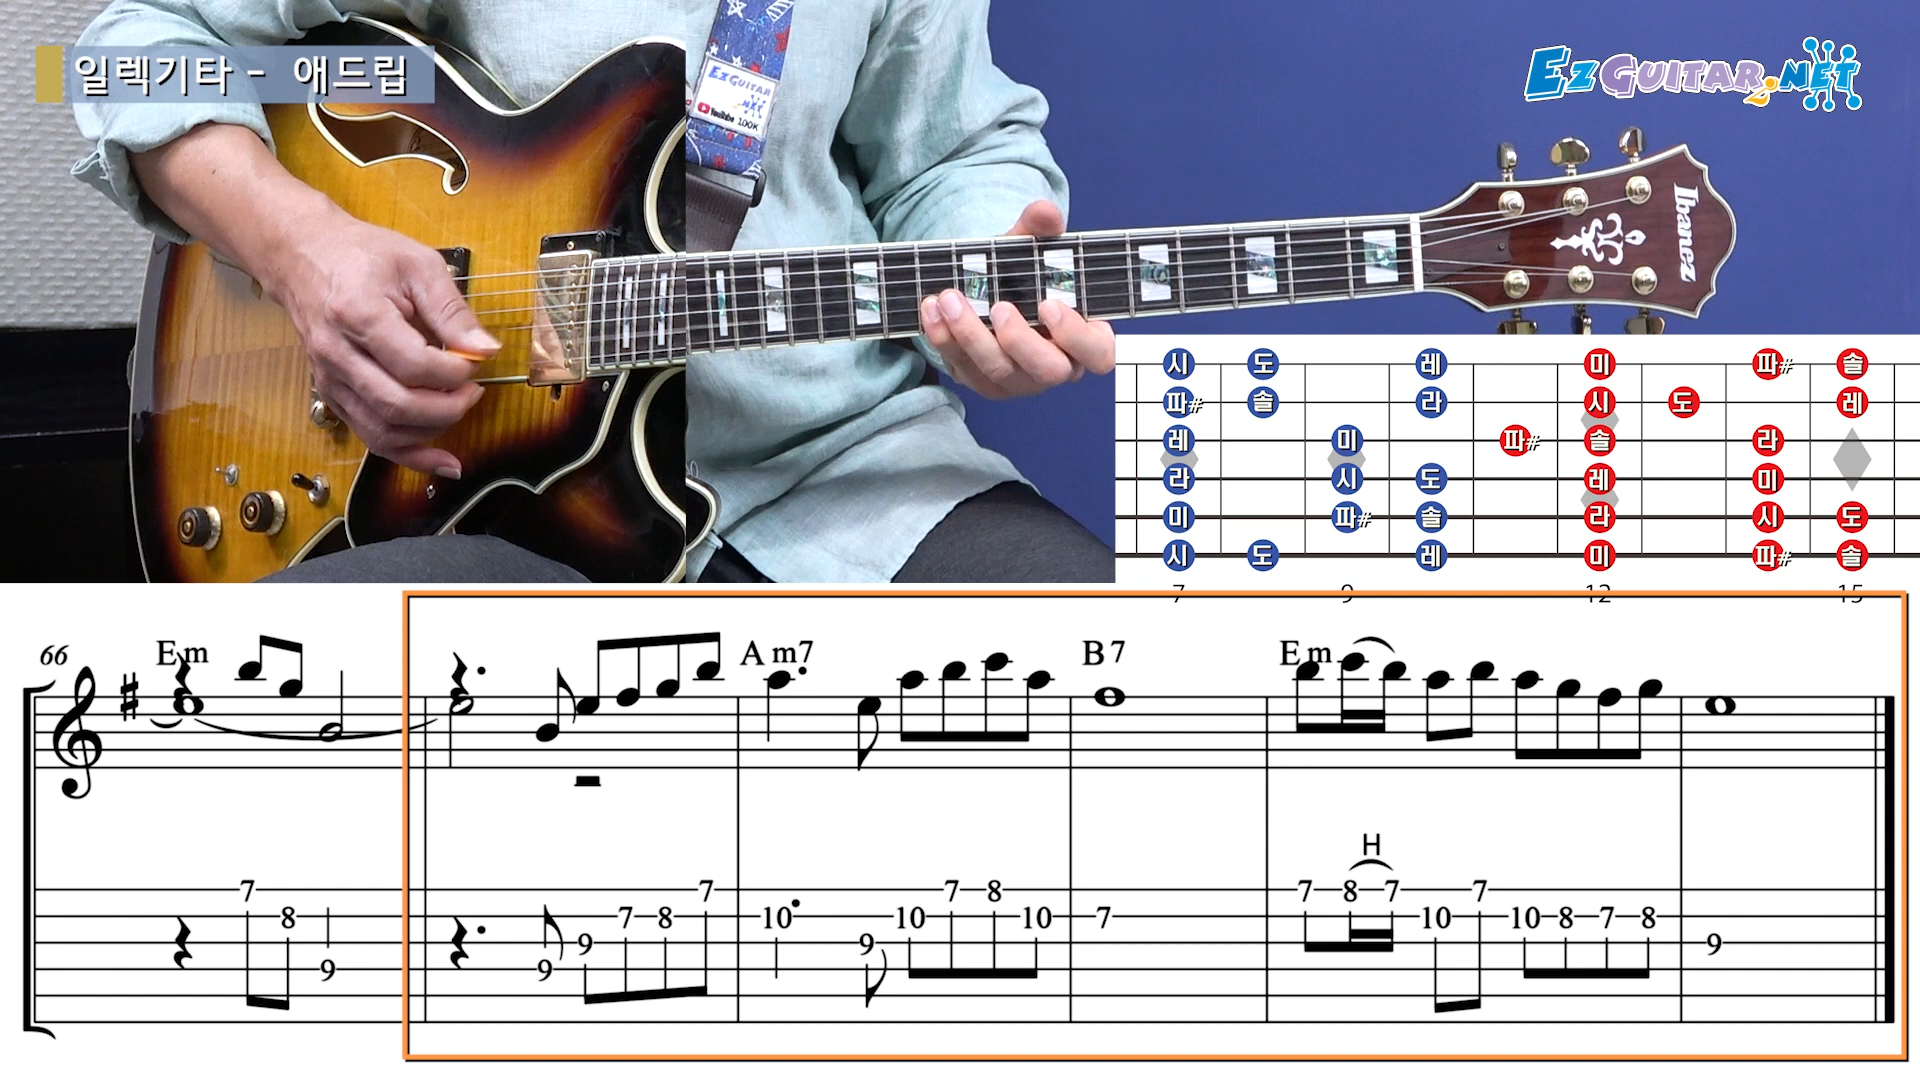 일렉기타 - 애드립
EzGuitar2.net
EzGuitar
.net
YouTube 100K
Ibanez
시 도 레 미 파# 솔
파# 솔 라 시 도 레
레 미 파# 솔 라
라 시 도 레 미
미 파# 솔 라 시 도
시 도 레 미 파# 솔
7 9 12 15
66 Em Am7 B7 Em
H
7 7 7 8 7 8 7 7
8 7 8 10 10 10 7 10 10 8 7 8
9 9 9
9 9